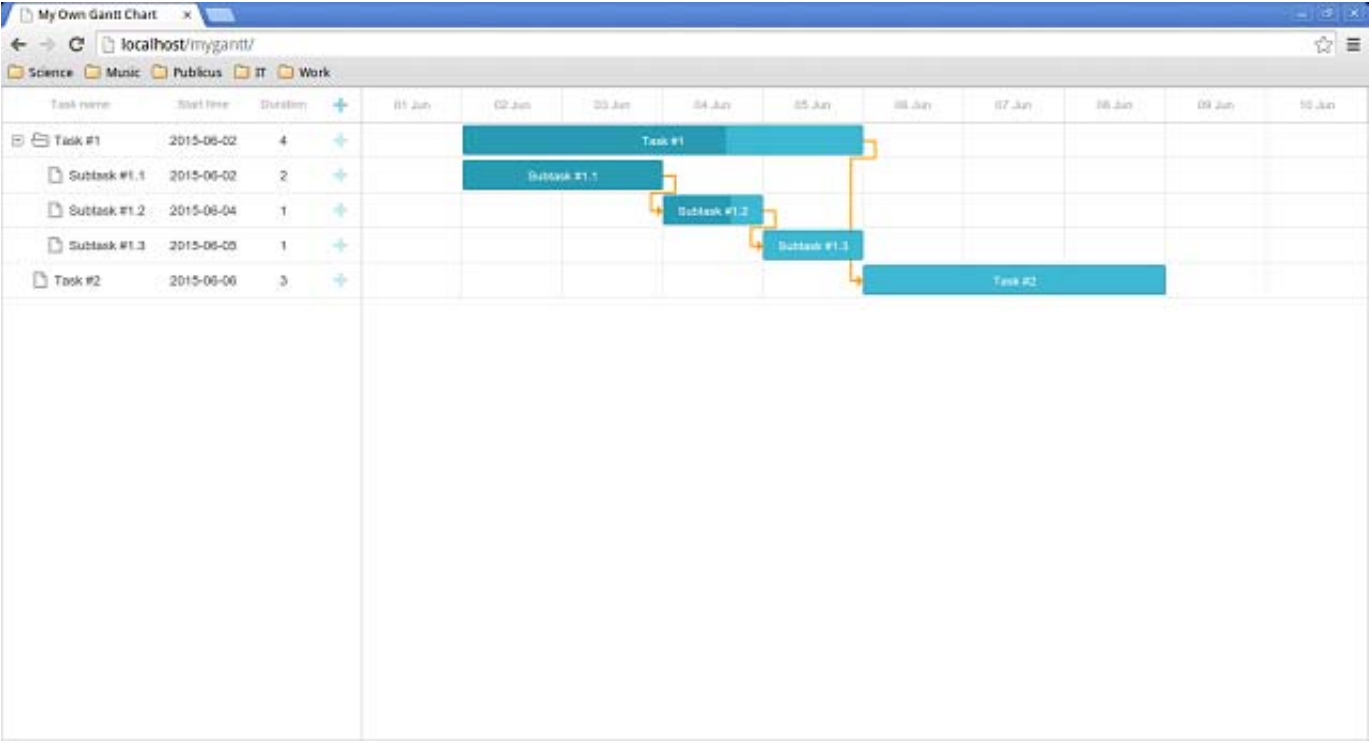 My Own Gantt Chart
localhost/mygantt/
Science Music Publicus IT Work
Task name Start time Duration 01 Jun 02 Jun 03 Jun 04 Jun 05 Jun 06 Jun 07 Jun 08 Jun 09 Jun 10 Jun
Task #1 2015-06-02 4 Task #1
Subtask #1.1 2015-06-02 2 Subtask #1.1
Subtask #1.2 2015-06-04 1 Subtask #1.2
Subtask #1.3 2015-06-05 1 Subtask #1.3
Task #2 2015-06-06 3 Task #2